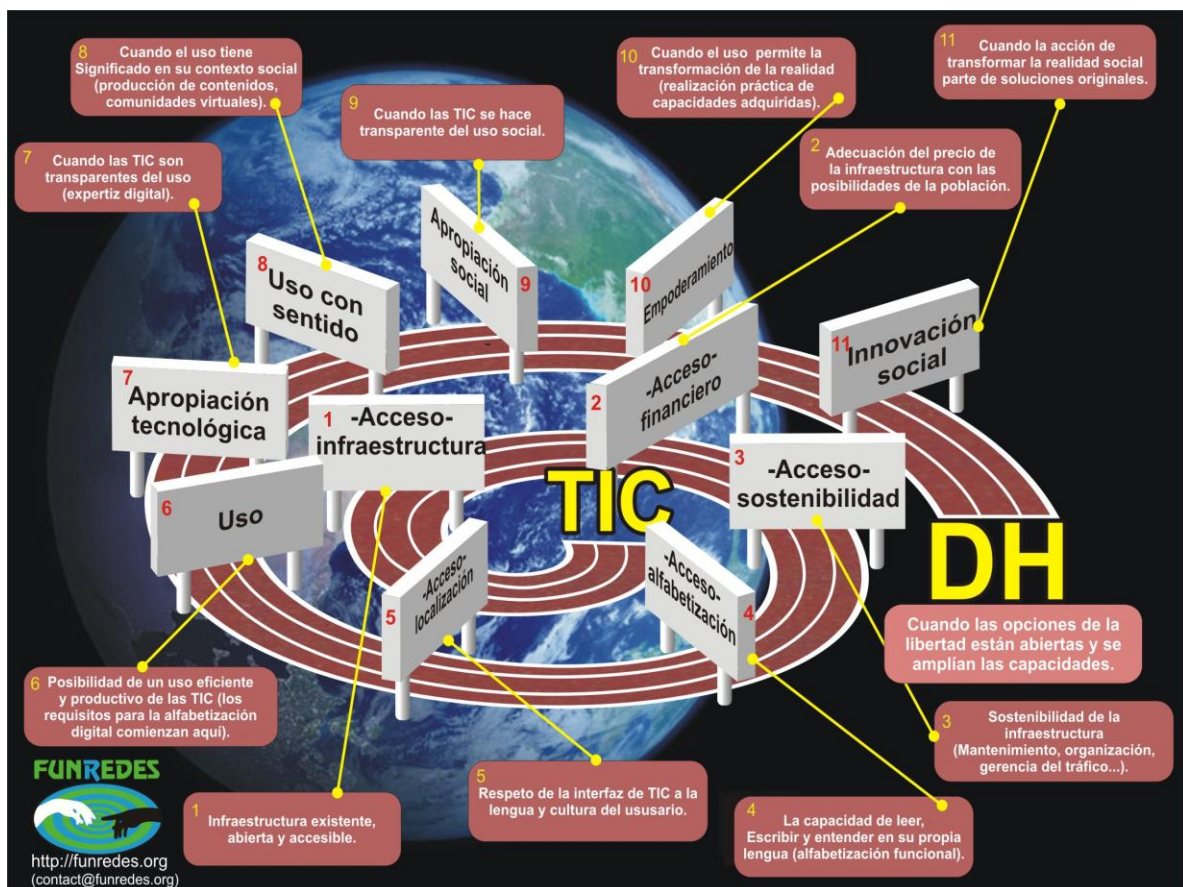 8
Cuando el uso tiene
Significado en su contexto social
(producción de contenidos,
comunidades virtuales).
9
Cuando las TIC se hace
transparente del uso social.
10
Cuando el uso permite la
transformación de la realidad
(realización práctica de
capacidades adquiridas).
11
Cuando la acción de
transformar la realidad social
parte de soluciones originales.
7
Cuando las TIC son
transparentes del uso
(expertiz digital).
2
Adecuación del precio de
la infraestructura con las
posibilidades de la población.
8
Uso con
sentido
Apropiación
social
9
10
Empoderamiento
11
Innovación
social
7
Apropiación
tecnológica
1
-Acceso-
infraestructura
2
-Acceso-
financiero
3
-Acceso-
sostenibilidad
6
Uso
TIC
5
-Acceso-
localización
-Acceso-
alfabetización
4
DH
Cuando las opciones de la
libertad están abiertas y se
amplían las capacidades.
6
Posibilidad de un uso eficiente
y productivo de las TIC (los
requisitos para la alfabetización
digital comienzan aquí).
3
Sostenibilidad de la
infraestructura
(Mantenimiento, organización,
gerencia del tráfico...).
5
Respeto de la interfaz de TIC a la
lengua y cultura del ususario.
1
Infraestructura existente,
abierta y accesible.
4
La capacidad de leer,
Escribir y entender en su propia
lengua (alfabetización funcional).
FUNREDES
http://funredes.org
(contact@funredes.org)